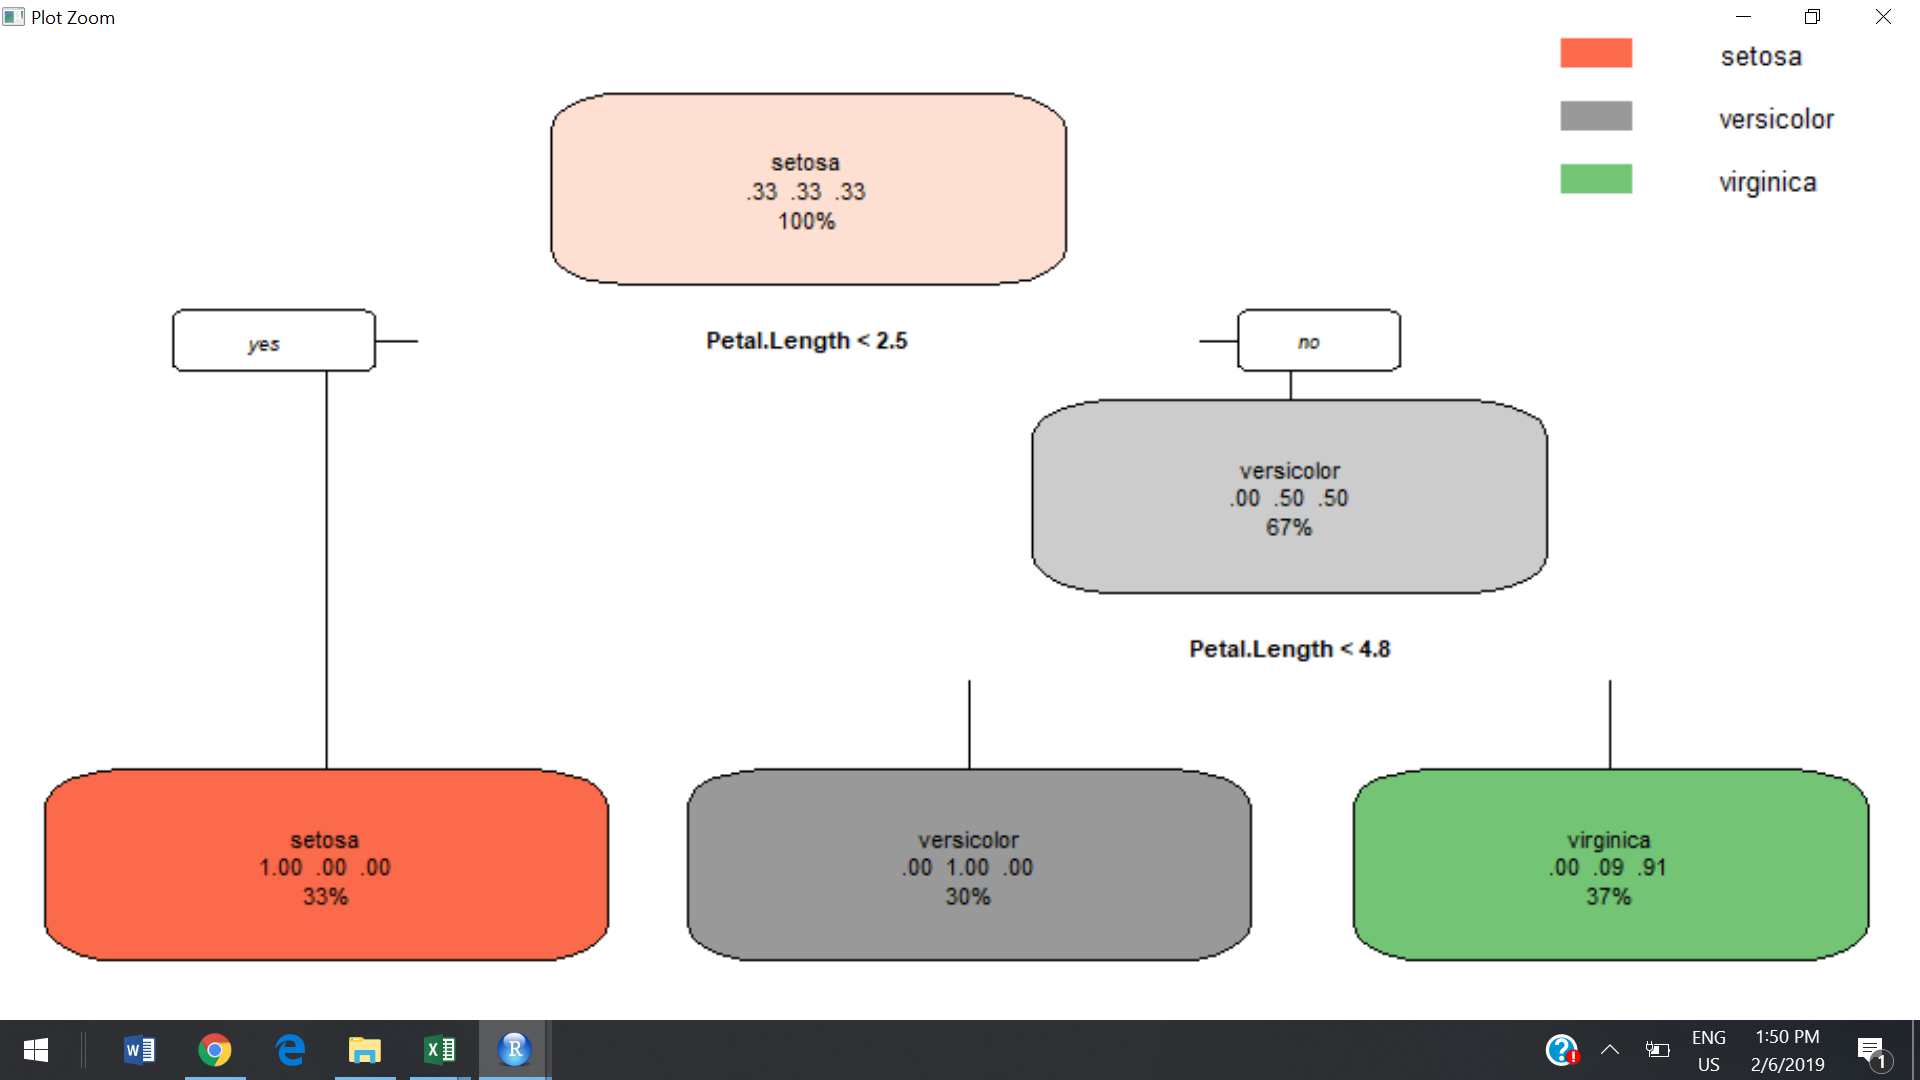 Plot Zoom
setosa
versicolor
virginica
setosa
.33 .33 .33
100%
yes
Petal.Length < 2.5
no
versicolor
.00 .50 .50
67%
Petal.Length < 4.8
setosa
1.00 .00 .00
33%
versicolor
.00 1.00 .00
30%
virginica
.00 .09 .91
37%
W
X
R
?
!
ENG
US
1:50 PM
2/6/2019
1